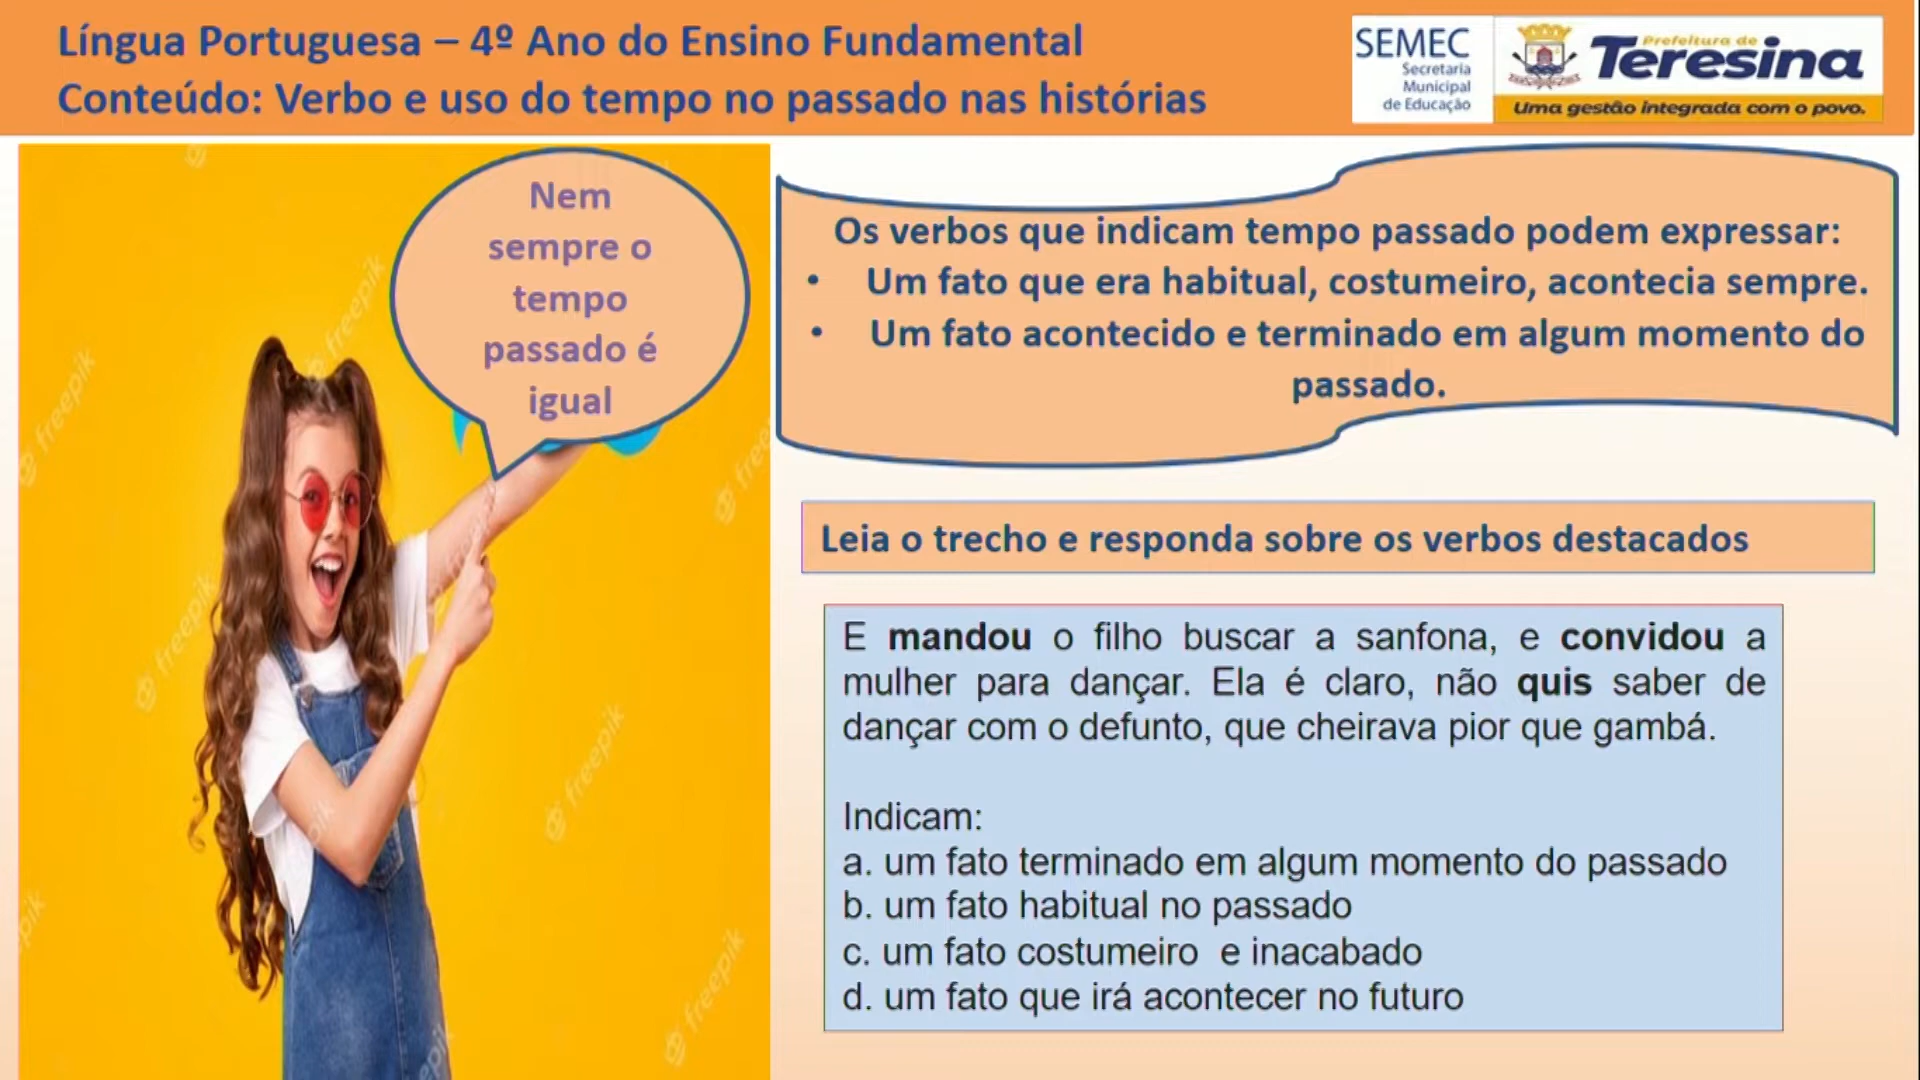 Língua Portuguesa – 4º Ano do Ensino Fundamental
Conteúdo: Verbo e uso do tempo no passado nas histórias
SEMEC
Secretaria
Municipal
de Educação
Prefeitura de
Teresina
Uma gestão integrada com o povo.
Nem
sempre o
tempo
passado é
igual
Os verbos que indicam tempo passado podem expressar:
• Um fato que era habitual, costumeiro, acontecia sempre.
• Um fato acontecido e terminado em algum momento do
passado.
Leia o trecho e responda sobre os verbos destacados
E mandou o filho buscar a sanfona, e convidou a
mulher para dançar. Ela é claro, não quis saber de
dançar com o defunto, que cheirava pior que gambá.
Indicam:
a. um fato terminado em algum momento do passado
b. um fato habitual no passado
c. um fato costumeiro e inacabado
d. um fato que irá acontecer no futuro
freepik
freepik
freepik
freepik
freepik